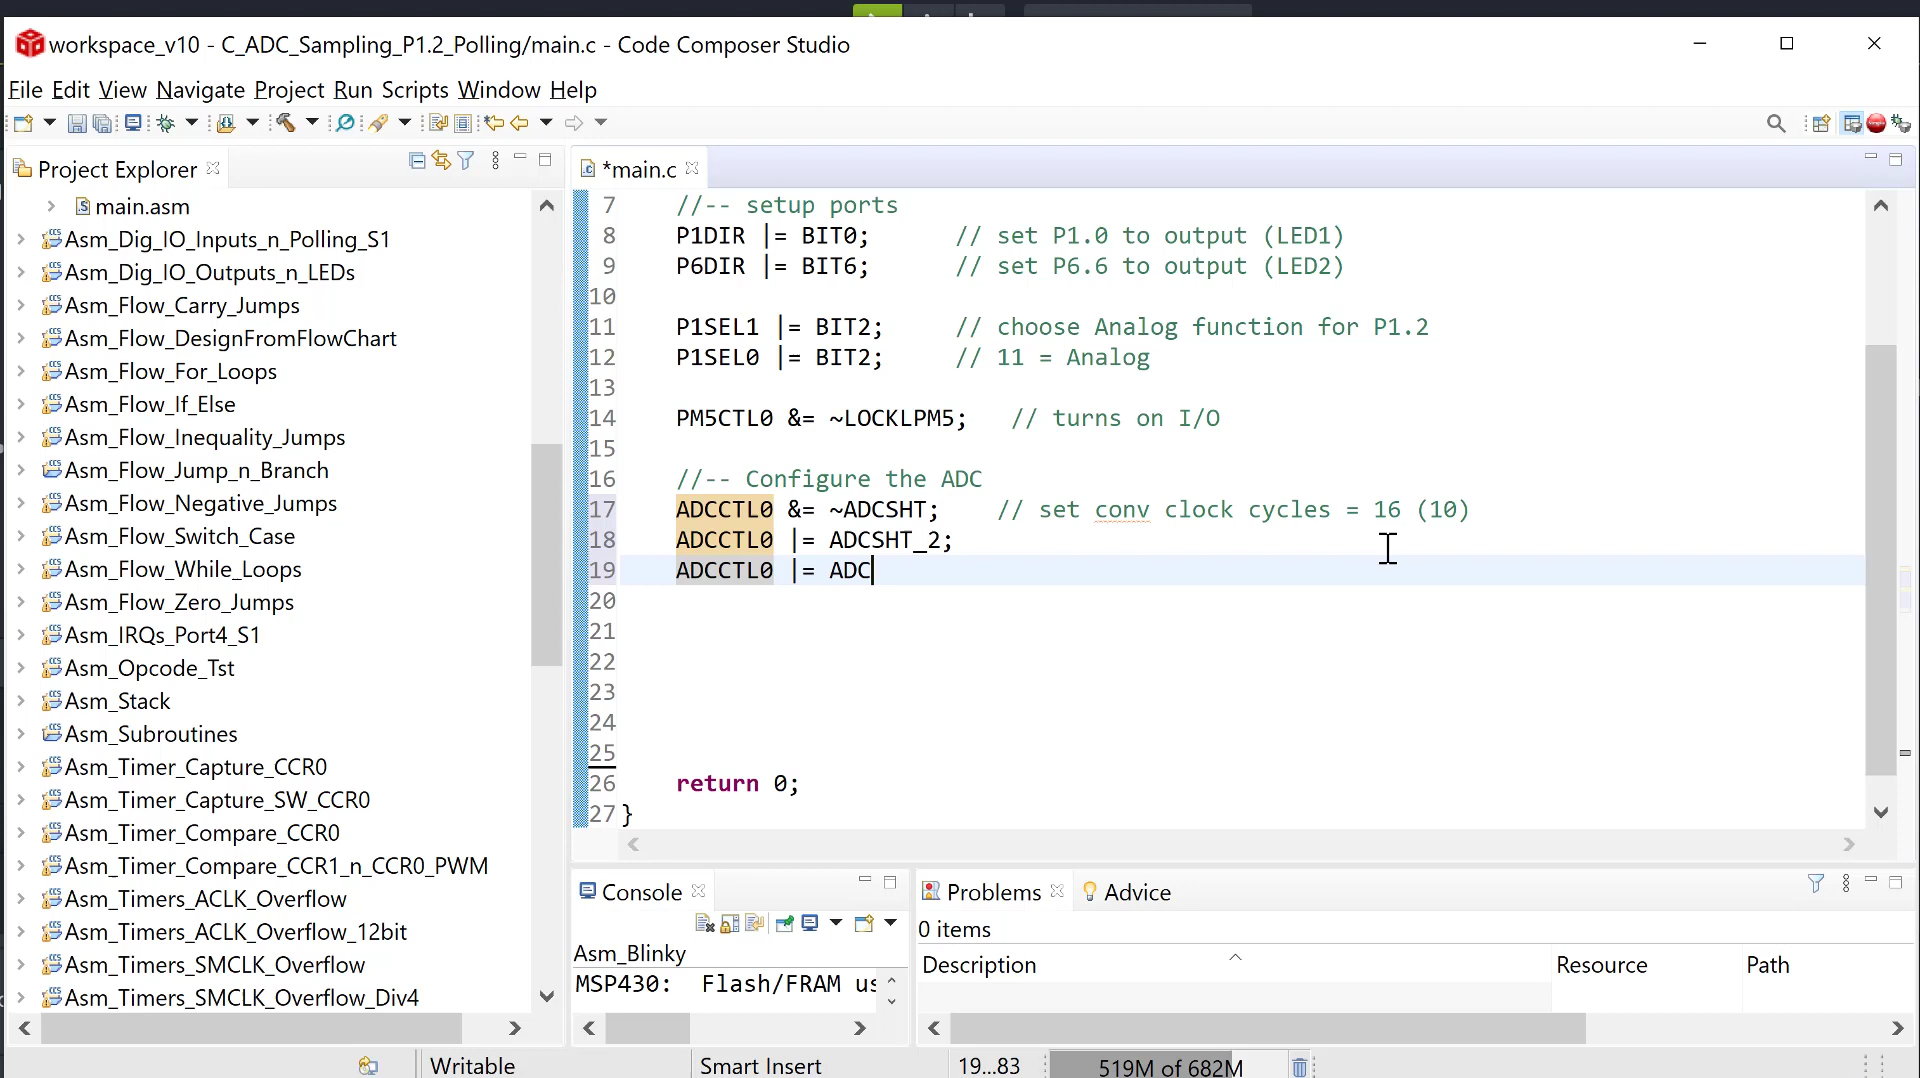 workspace_v10 - C_ADC_Sampling_P1.2_Polling/main.c - Code Composer Studio
File Edit View Navigate Project Run Scripts Window Help
Project Explorer
main.asm
Asm_Dig_IO_Inputs_n_Polling_S1
Asm_Dig_IO_Outputs_n_LEDs
Asm_Flow_Carry_Jumps
Asm_Flow_DesignFromFlowChart
Asm_Flow_For_Loops
Asm_Flow_If_Else
Asm_Flow_Inequality_Jumps
Asm_Flow_Jump_n_Branch
Asm_Flow_Negative_Jumps
Asm_Flow_Switch_Case
Asm_Flow_While_Loops
Asm_Flow_Zero_Jumps
Asm_IRQs_Port4_S1
Asm_Opcode_Tst
Asm_Stack
Asm_Subroutines
Asm_Timer_Capture_CCR0
Asm_Timer_Capture_SW_CCR0
Asm_Timer_Compare_CCR0
Asm_Timer_Compare_CCR1_n_CCR0_PWM
Asm_Timers_ACLK_Overflow
Asm_Timers_ACLK_Overflow_12bit
Asm_Timers_SMCLK_Overflow
Asm_Timers_SMCLK_Overflow_Div4
*main.c
7 //-- setup ports
8 P1DIR |= BIT0; // set P1.0 to output (LED1)
9 P6DIR |= BIT6; // set P6.6 to output (LED2)
10
11 P1SEL1 |= BIT2; // choose Analog function for P1.2
12 P1SEL0 |= BIT2; // 11 = Analog
13
14 PM5CTL0 &= ~LOCKLPM5; // turns on I/O
15
16 //-- Configure the ADC
17 ADCCTL0 &= ~ADCSHT; // set conv clock cycles = 16 (10)
18 ADCCTL0 |= ADCSHT_2;
19 ADCCTL0 |= ADC
20
21
22
23
24
25
26 return 0;
27 }
Console
Asm_Blinky
MSP430: Flash/FRAM us
Problems
Advice
0 items
Description Resource Path
Writable
Smart Insert
19...83
519M of 682M